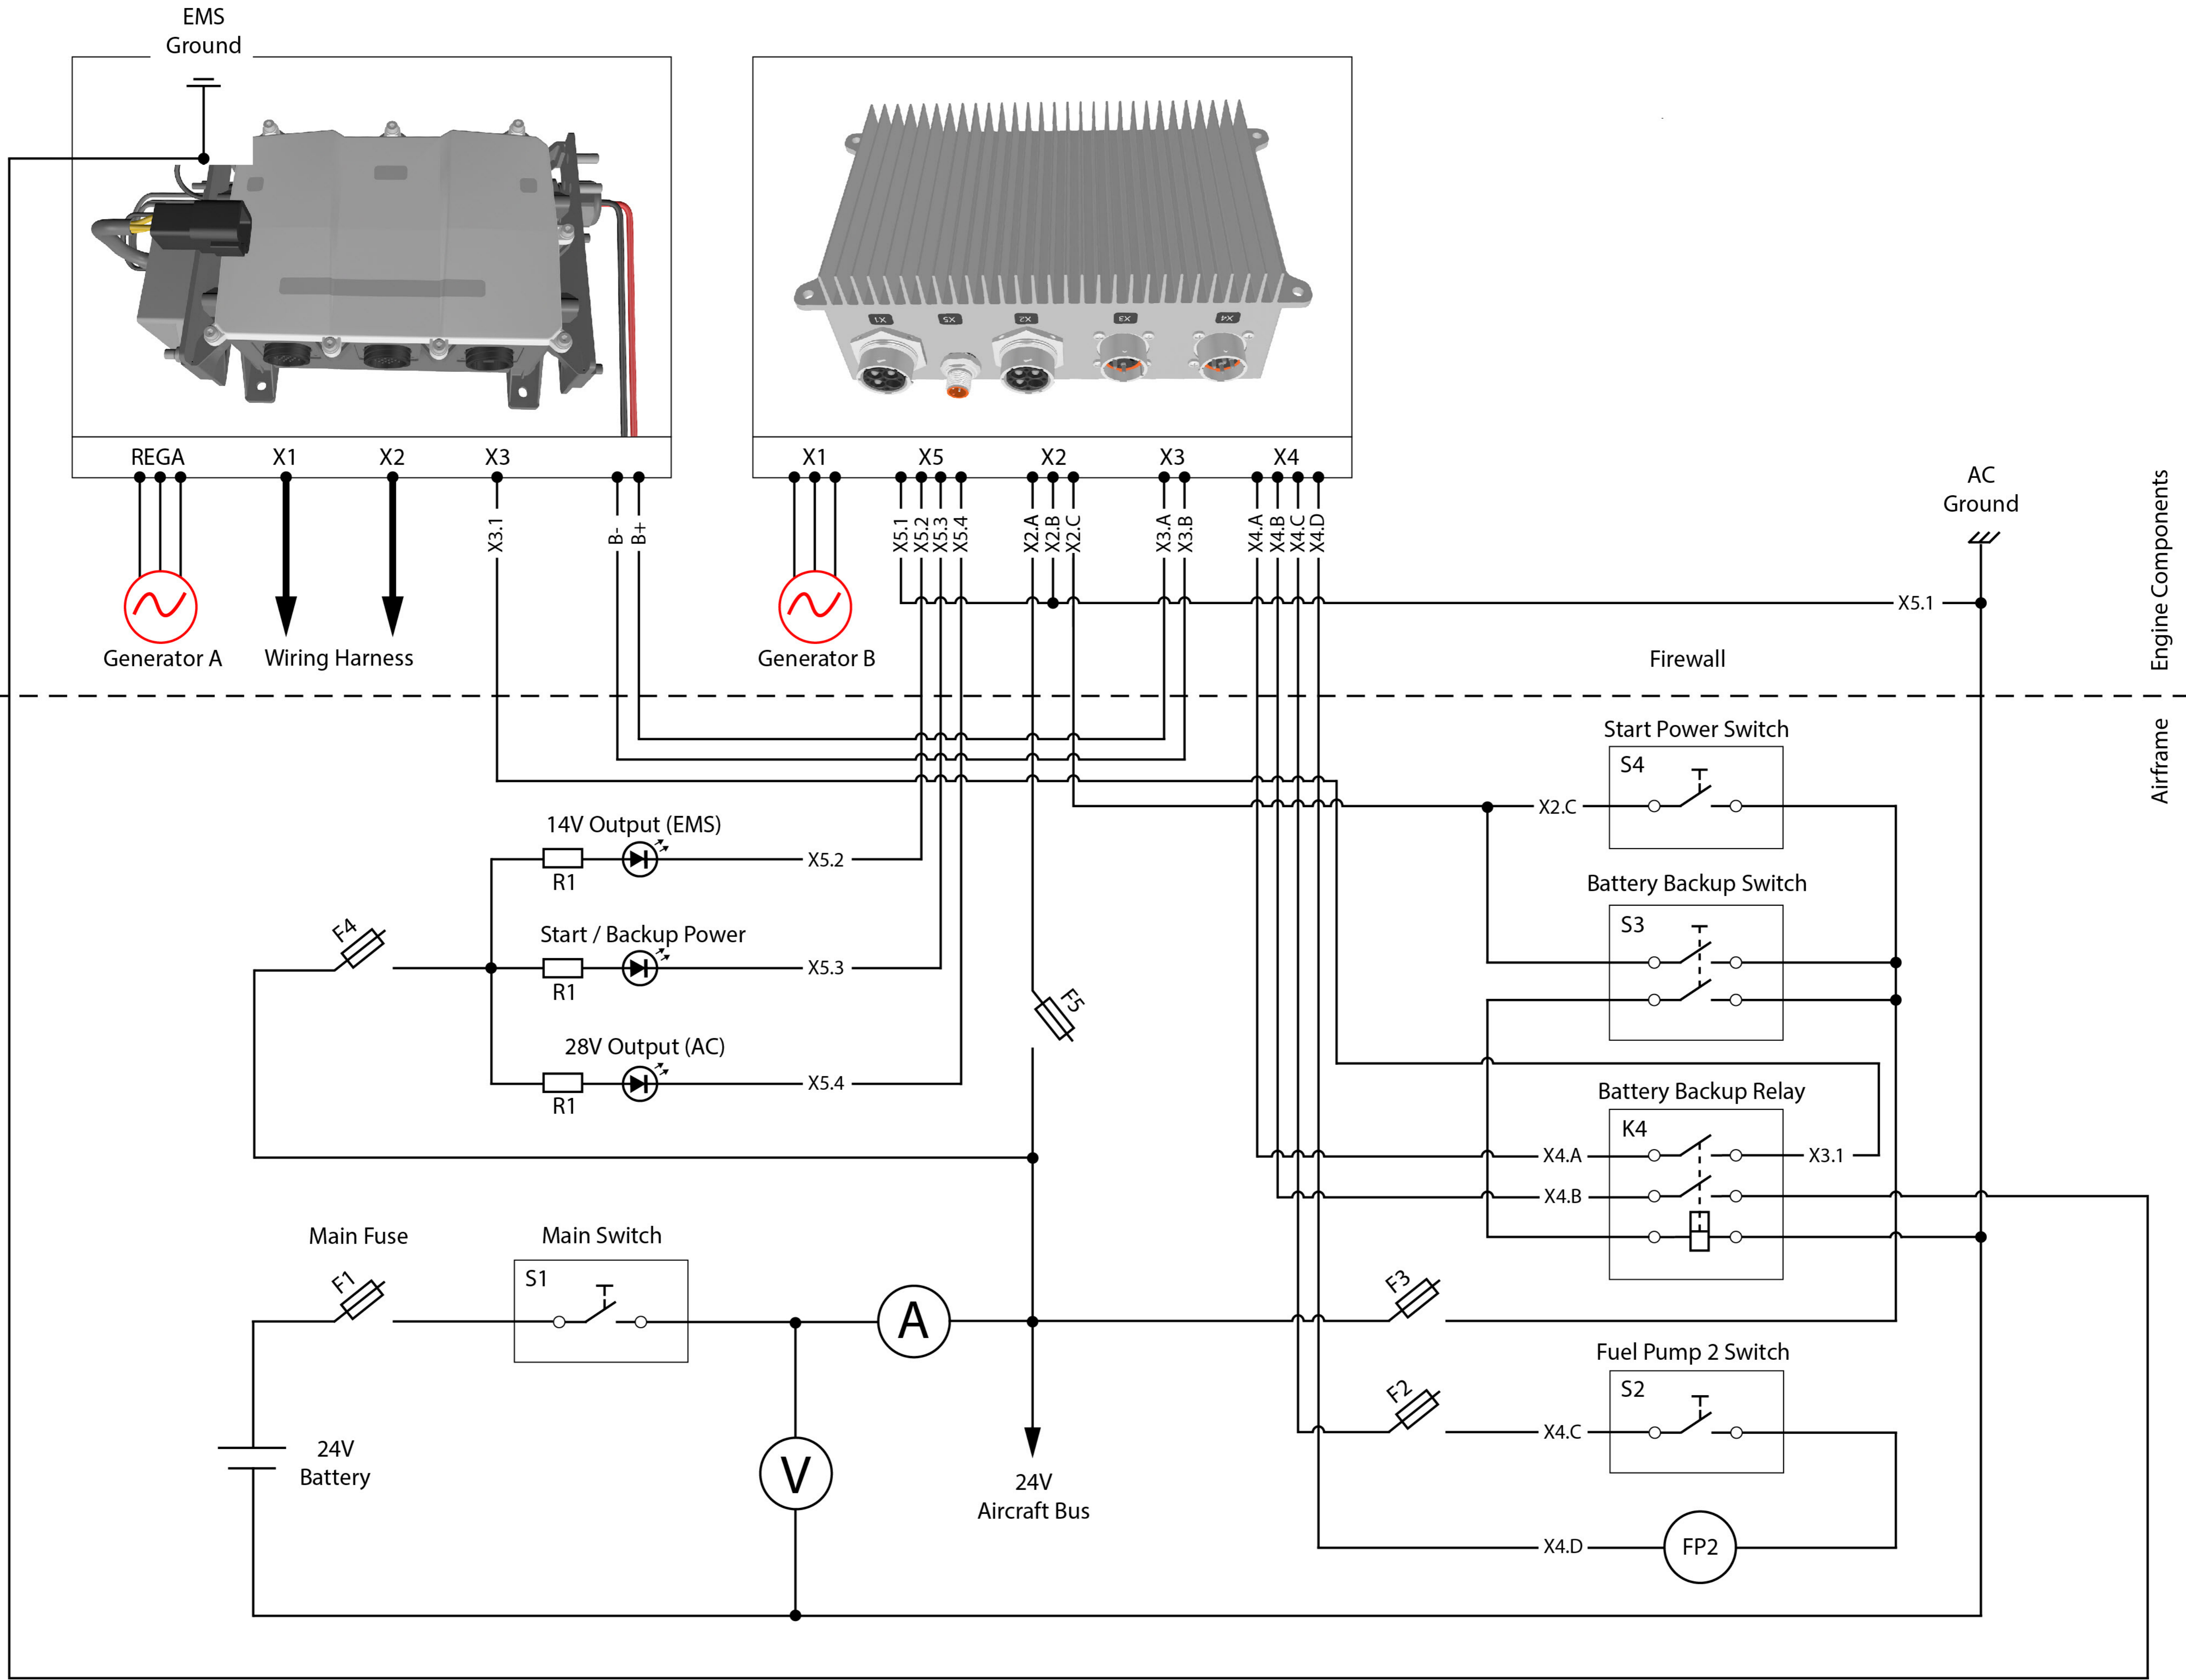 EMS
Ground
X1
X5
X2
X3
X4
REGA
X1
X2
X3
X1
X5
X2
X3
X4
AC
Ground
X3.1
B-
B+
X5.1
X5.2
X5.3
X5.4
X2.A
X2.B
X2.C
X3.A
X3.B
X4.A
X4.B
X4.C
X4.D
Engine Components
X5.1
Generator A
Wiring Harness
Generator B
Firewall
Airframe
Start Power Switch
S4
X2.C
14V Output (EMS)
R1
X5.2
Battery Backup Switch
S3
F4
Start / Backup Power
R1
X5.3
F5
28V Output (AC)
R1
X5.4
Battery Backup Relay
K4
X4.A
X3.1
X4.B
Main Fuse
F1
Main Switch
S1
A
F3
Fuel Pump 2 Switch
S2
F2
X4.C
24V
Battery
V
24V
Aircraft Bus
X4.D
FP2